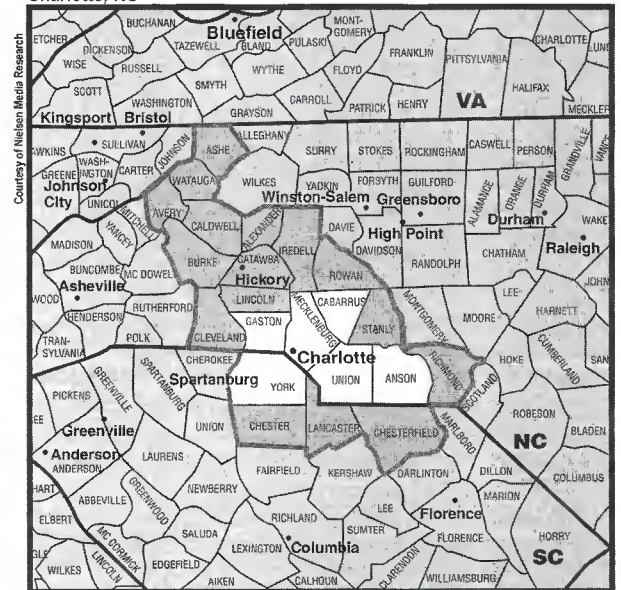 Charlotte, NC
Courtesy of Nielsen Media Research
BUCHANAN
Bluefield
MONT-
GOMERY
ETCHER
DICKENSON
TAZEWELL
BLAND
PULASKI
FRANKLIN
PITTSYLVANIA
CHARLOTTE
WISE
RUSSELL
WYTHE
FLOYD
SCOTT
SMYTH
HALIFAX
WASHINGTON
CARROLL
PATRICK
HENRY
VA
MECKLEN
Kingsport
Bristol
GRAYSON
AWKINS
SULLIVAN
JOHNSON
ASHE
ALLEGHANY
SURRY
STOKES
ROCKINGHAM
CASWELL
PERSON
GRANDVILLE
VANCE
GREENE
WASH-
INGTON
CARTER
Johnson
City
UNICOI
WATAUGA
WILKES
YADKIN
FORSYTH
GUILFORD
Winston-Salem
Greensboro
ALAMANCE
ORANGE
DURHAM
AVERY
MITCHELL
CALDWELL
ALEXANDER
DAVIE
High Point
Durham
WAKE
MADISON
YANCEY
IREDELL
DAVIDSON
RANDOLPH
CHATHAM
Raleigh
BUNCOMBE
MC DOWEL
BURKE
CATAWBA
Hickory
ROWAN
JOHN
WOOD
Asheville
LINCOLN
CABARRUS
MONTGOMERY
LEE
HARNETT
HENDERSON
RUTHERFORD
MECKLENBURG
STANLY
MOORE
GASTON
TRAN-
SYLVANIA
POLK
CLEVELAND
Charlotte
RICHMOND
HOKE
CUMBERLAND
SAN
CHEROKEE
Spartanburg
YORK
UNION
ANSON
SCOTLAND
PICKENS
GREENVILLE
SPARTANBURG
ROBESON
EE
Greenville
UNION
CHESTER
LANCASTER
CHESTERFIELD
MARLBORO
NC
BLADEN
Anderson
ANDERSON
LAURENS
FAIRFIELD
KERSHAW
DARLINTON
DILLON
COLUMBUS
HART
ABBEVILLE
GREENWOOD
NEWBERRY
LEE
MARION
ELBERT
RICHLAND
SUMTER
Florence
FLORENCE
HORRY
MC CORMICK
SALUDA
LEXINGTON
Columbia
SC
WILKES
LINCOLN
EDGEFIELD
AIKEN
CALHOUN
CLARENDON
WILLIAMSBURG